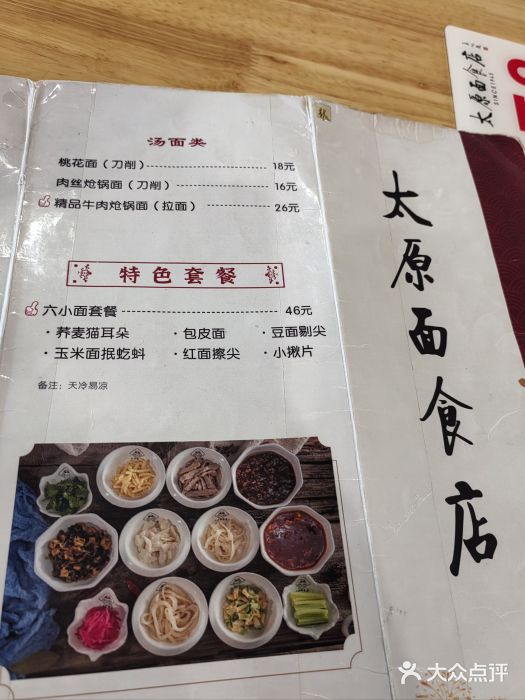 汤面类
桃花面（刀削） 18元
肉丝炝锅面（刀削） 16元
精品牛肉炝锅面（拉面） 26元
特色套餐
六小面套餐 46元
·荞麦猫耳朵 ·包皮面 ·豆面剔尖
·玉米面抿虼蚪 ·红面擦尖 ·小揪片
备注：天冷易凉
太原面食店
太原面食店
SINCE1945
大众点评